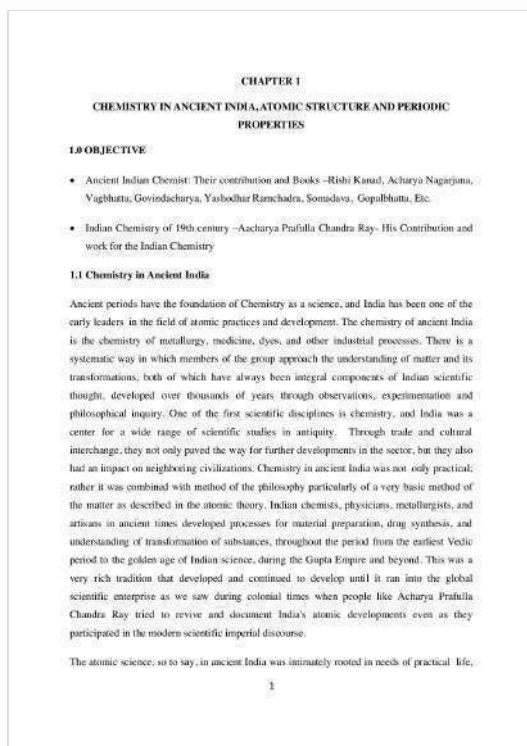 CHAPTER 1
CHEMISTRY IN ANCIENT INDIA, ATOMIC STRUCTURE AND PERIODIC
PROPERTIES
1.0 OBJECTIVE
• Ancient Indian Chemist: Their contribution and Books –Rishi Kanad, Acharya Nagarjuna,
Vagbhatta, Govindacharya, Yashodhar Ramchadra, Somadava, Gopalbhatta, Etc.
• Indian Chemistry of 19th century –Aacharya Prafulla Chandra Ray- His Contribution and
work for the Indian Chemistry
1.1 Chemistry in Ancient India
Ancient periods have the foundation of Chemistry as a science, and India has been one of the
early leaders in the field of atomic practices and development. The chemistry of ancient India
is the chemistry of metallurgy, medicine, dyes, and other industrial processes. There is a
systematic way in which members of the group approach the understanding of matter and its
transformations, both of which have always been integral components of Indian scientific
thought, developed over thousands of years through observations, experimentation and
philosophical inquiry. One of the first scientific disciplines is chemistry, and India was a
center for a wide range of scientific studies in antiquity. Through trade and cultural
interchange, they not only paved the way for further developments in the sector, but they also
had an impact on neighboring civilizations. Chemistry in ancient India was not only practical;
rather it was combined with method of the philosophy particularly of a very basic method of
the matter as described in the atomic theory. Indian chemists, physicians, metallurgists, and
artisans in ancient times developed processes for material preparation, drug synthesis, and
understanding of transformation of substances, throughout the period from the earliest Vedic
period to the golden age of Indian science, during the Gupta Empire and beyond. This was a
very rich tradition that developed and continued to develop until it ran into the global
scientific enterprise as we saw during colonial times when people like Acharya Prafulla
Chandra Ray tried to revive and document India's atomic developments even as they
participated in the modern scientific imperial discourse.
The atomic science, so to say, in ancient India was intimately rooted in needs of practical life,
1